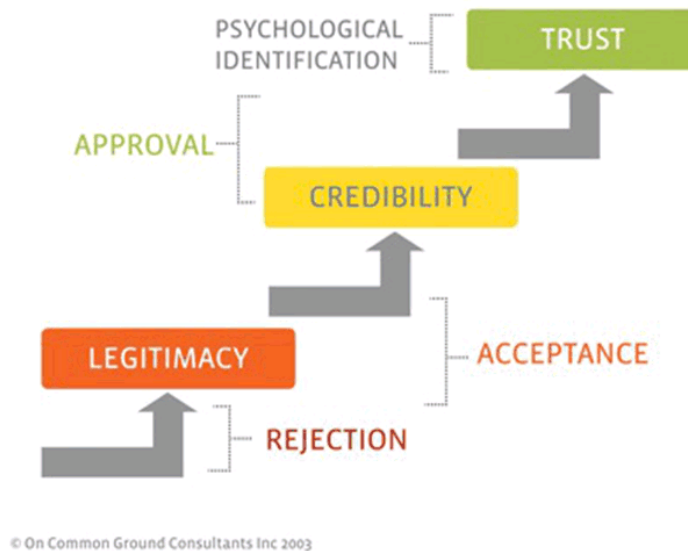 PSYCHOLOGICAL
IDENTIFICATION
TRUST
APPROVAL
CREDIBILITY
LEGITIMACY
ACCEPTANCE
REJECTION
© On Common Ground Consultants Inc 2003